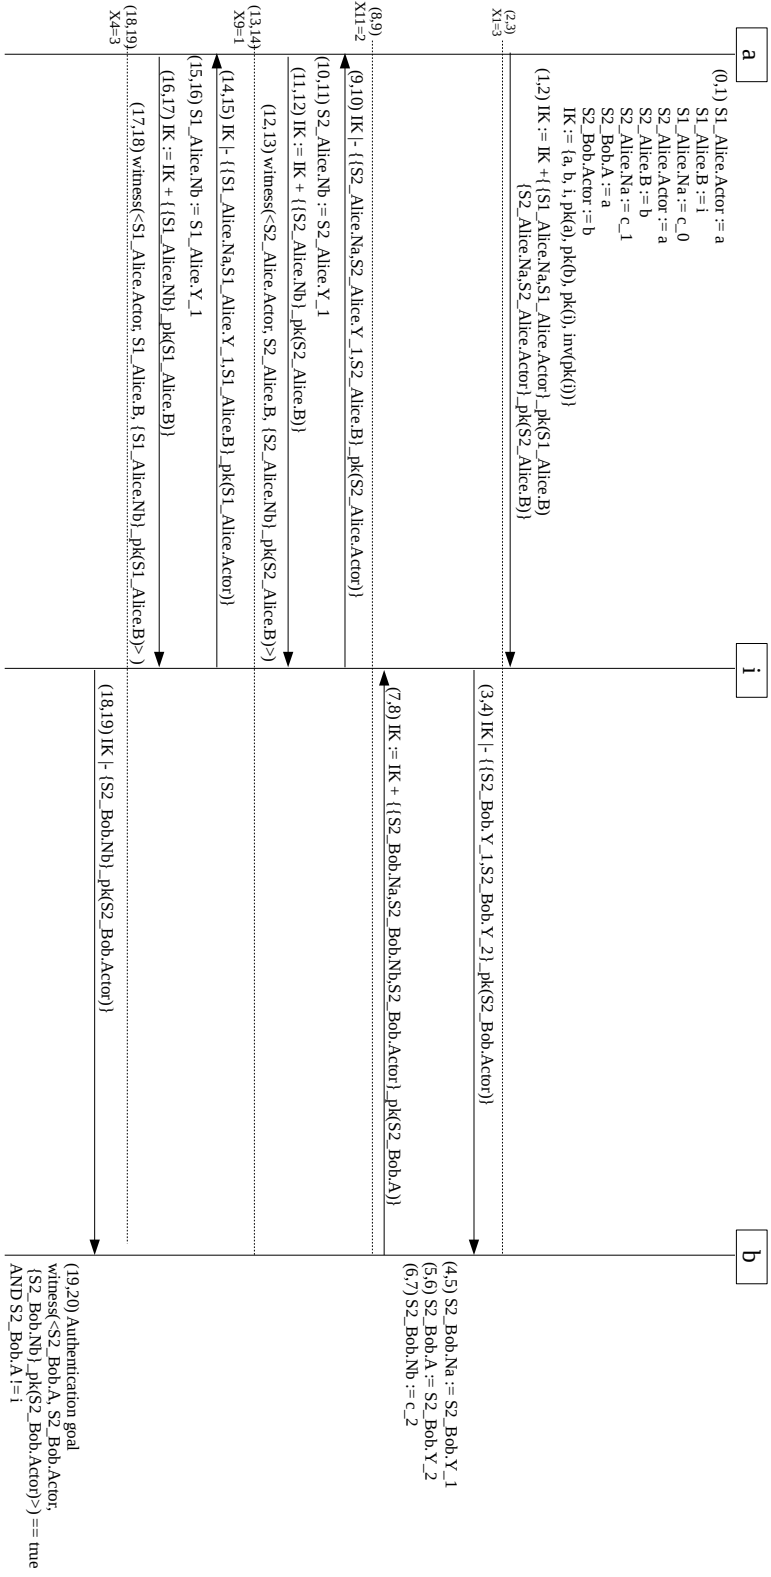 a
i
b
(0,1) S1_Alice.Actor := a
S1_Alice.B := i
S1_Alice.Na := c_0
S2_Alice.Actor := a
S2_Alice.B := b
S2_Alice.Na := c_1
S2_Bob.A := a
S2_Bob.Actor := b
IK := {a, b, i, pk(a), pk(b), pk(i), inv(pk(i))}
(1,2) IK := IK +{{S1_Alice.Na,S1_Alice.Actor}_pk(S1_Alice.B)
{S2_Alice.Na,S2_Alice.Actor}_pk(S2_Alice.B)}
(2,3)
X1=3
(3,4) IK |- {{S2_Bob.Y_1,S2_Bob.Y_2}_pk(S2_Bob.Actor)}
(4,5) S2_Bob.Na := S2_Bob.Y_1
(5,6) S2_Bob.A := S2_Bob.Y_2
(6,7) S2_Bob.Nb := c_2
(7,8) IK := IK + {{S2_Bob.Na,S2_Bob.Nb,S2_Bob.Actor}_pk(S2_Bob.A)}
(8,9)
X11=2
(9,10) IK |- {{S2_Alice.Na,S2_Alice.Y_1,S2_Alice.B}_pk(S2_Alice.Actor)}
(10,11) S2_Alice.Nb := S2_Alice.Y_1
(11,12) IK := IK + {{S2_Alice.Nb}_pk(S2_Alice.B)}
(12,13) witness(<S2_Alice.Actor, S2_Alice.B, {S2_Alice.Nb}_pk(S2_Alice.B)>)
(13,14)
X9=1
(14,15) IK |- {{S1_Alice.Na,S1_Alice.Y_1,S1_Alice.B}_pk(S1_Alice.Actor)}
(15,16) S1_Alice.Nb := S1_Alice.Y_1
(16,17) IK := IK + {{S1_Alice.Nb}_pk(S1_Alice.B)}
(17,18) witness(<S1_Alice.Actor, S1_Alice.B, {S1_Alice.Nb}_pk(S1_Alice.B)> )
(18,19)
X4=3
(18,19) IK |- {S2_Bob.Nb}_pk(S2_Bob.Actor)}
(19,20) Authentication goal
witness(<S2_Bob.A, S2_Bob.Actor,
{S2_Bob.Nb}_pk(S2_Bob.Actor)>) == true
AND S2_Bob.A != i